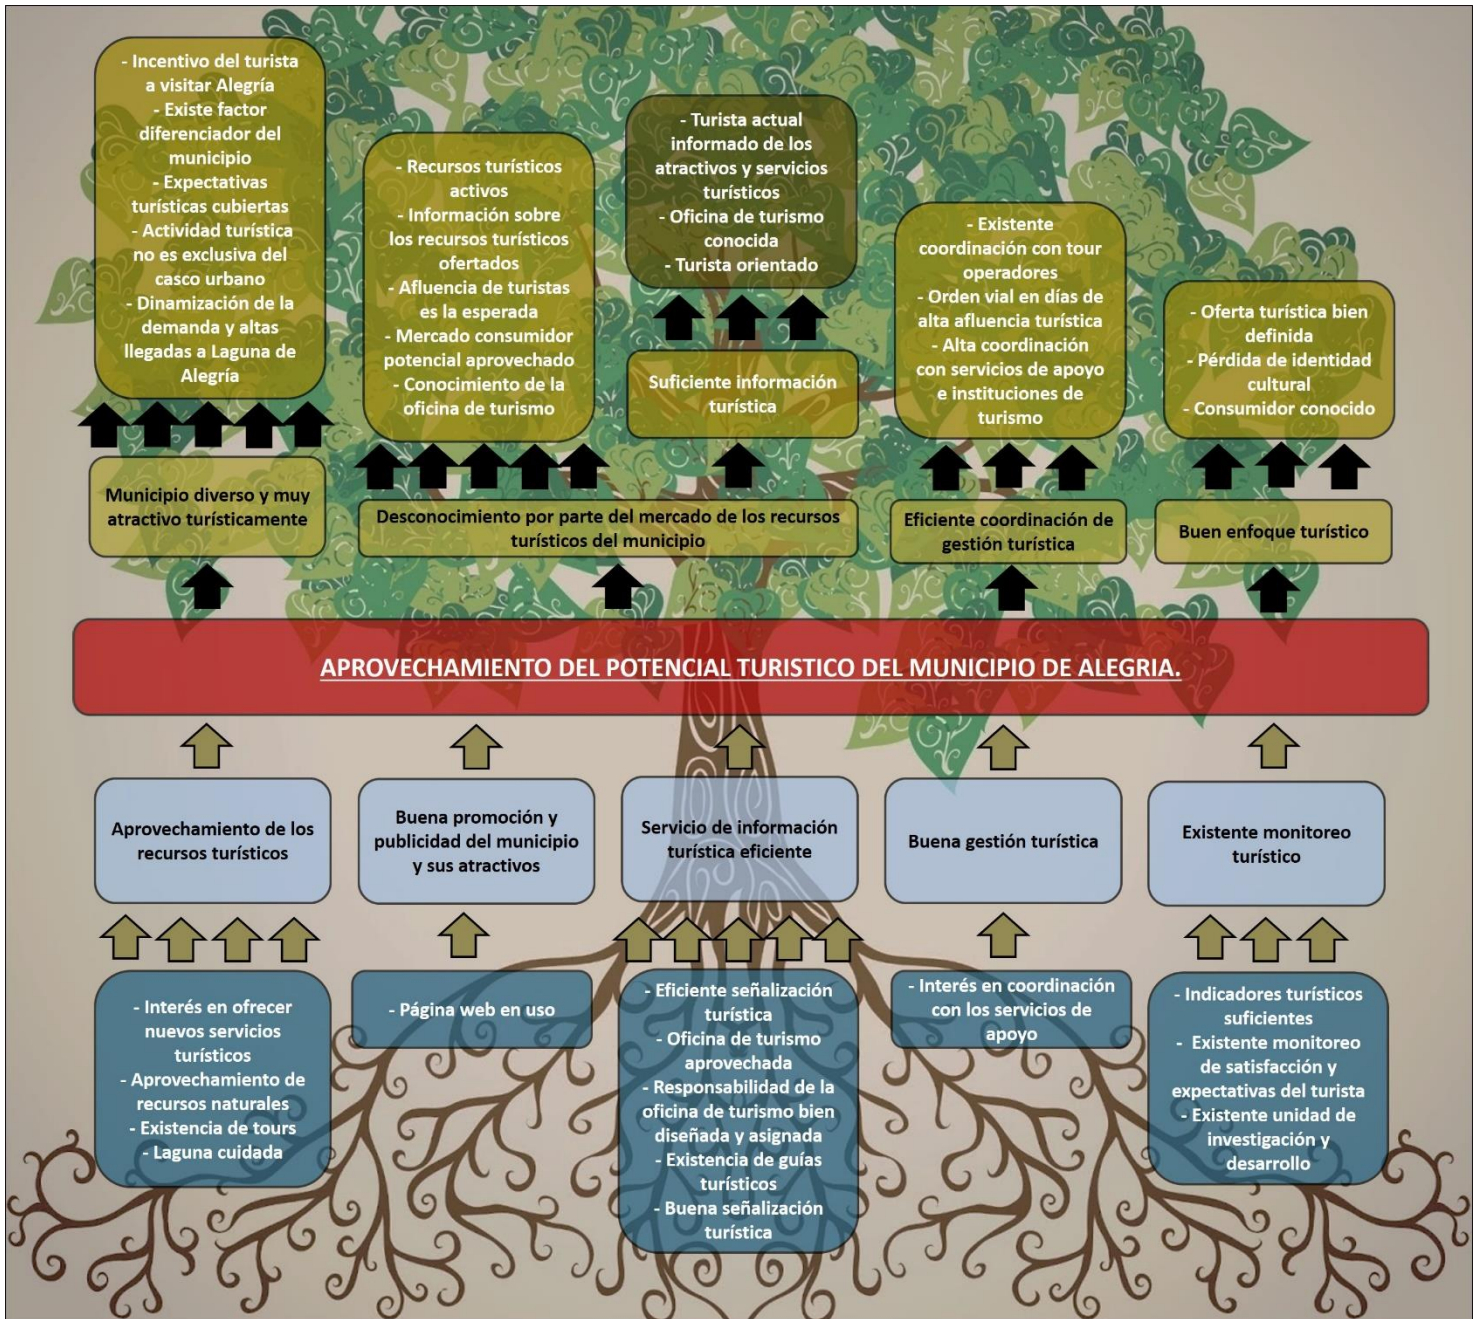 - Incentivo del turista
a visitar Alegría
- Existe factor
diferenciador del
municipio
- Expectativas
turísticas cubiertas
- Actividad turística
no es exclusiva del
casco urbano
- Dinamización de la
demanda y altas
llegadas a Laguna de
Alegría
- Recursos turísticos
activos
- Información sobre
los recursos turísticos
ofertados
- Afluencia de turistas
es la esperada
- Mercado consumidor
potencial aprovechado
- Conocimiento de la
oficina de turismo
- Turista actual
informado de los
atractivos y servicios
turísticos
- Oficina de turismo
conocida
- Turista orientado
Suficiente información
turística
- Existente
coordinación con tour
operadores
- Orden vial en días de
alta afluencia turística
- Alta coordinación
con servicios de apoyo
e instituciones de
turismo
- Oferta turística bien
definida
- Pérdida de identidad
cultural
- Consumidor conocido
Municipio diverso y muy
atractivo turísticamente
Desconocimiento por parte del mercado de los recursos
turísticos del municipio
Eficiente coordinación de
gestión turística
Buen enfoque turístico
APROVECHAMIENTO DEL POTENCIAL TURISTICO DEL MUNICIPIO DE ALEGRIA.
Aprovechamiento de los
recursos turísticos
Buena promoción y
publicidad del municipio
y sus atractivos
Servicio de información
turística eficiente
Buena gestión turística
Existente monitoreo
turístico
- Interés en ofrecer
nuevos servicios
turísticos
- Aprovechamiento de
recursos naturales
- Existencia de tours
- Laguna cuidada
- Página web en uso
- Eficiente señalización
turística
- Oficina de turismo
aprovechada
- Responsabilidad de la
oficina de turismo bien
diseñada y asignada
- Existencia de guías
turísticos
- Buena señalización
turística
- Interés en coordinación
con los servicios de
apoyo
- Indicadores turísticos
suficientes
- Existente monitoreo
de satisfacción y
expectativas del turista
- Existente unidad de
investigación y
desarrollo